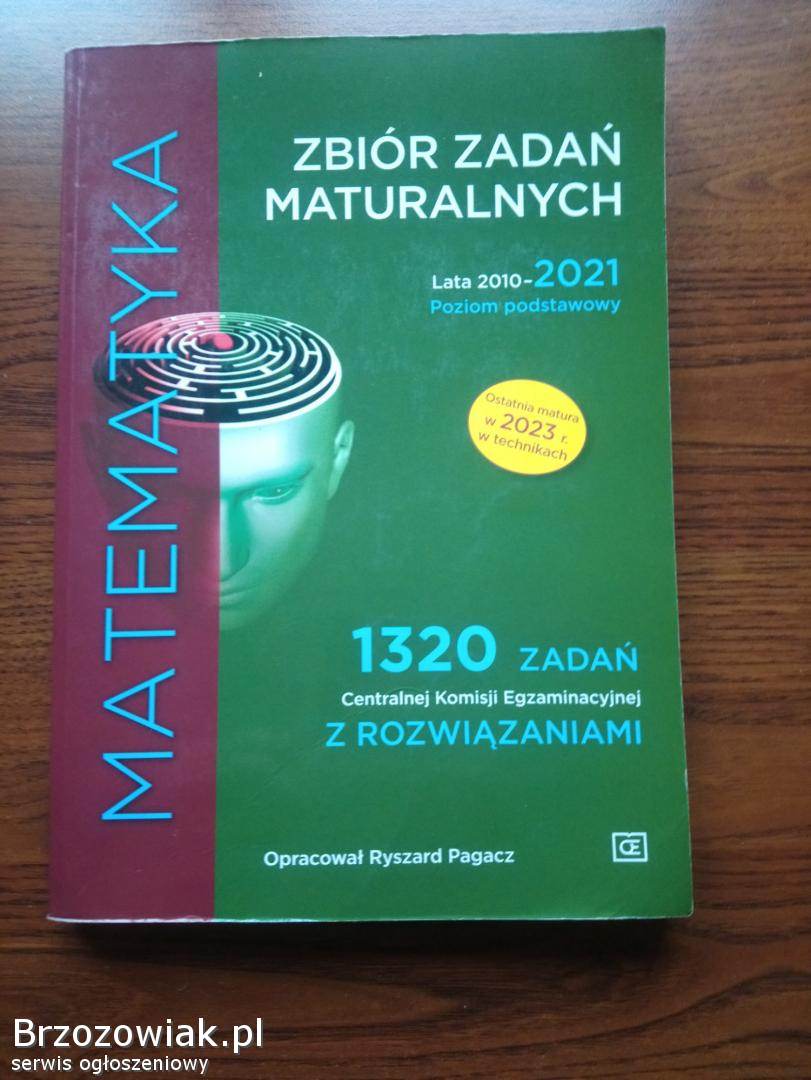 MATEMATYKA
ZBIÓR ZADAŃ
MATURALNYCH
Lata 2010-2021
Poziom podstawowy
Ostatnia matura
w 2023 r.
w technikach
1320 ZADAŃ
Centralnej Komisji Egzaminacyjnej
Z ROZWIĄZANIAMI
Opracował Ryszard Pagacz
OE
Brzozowiak.pl
serwis ogłoszeniowy